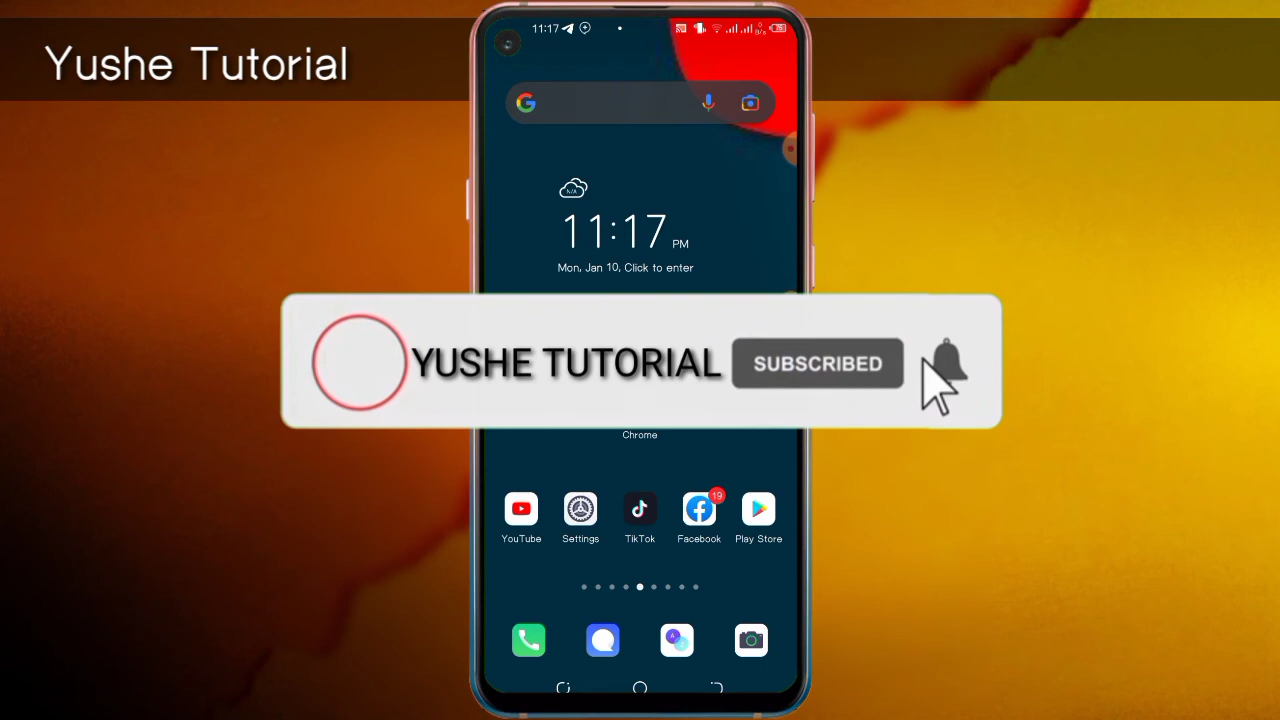 Yushe Tutorial
11:17
11:17 PM
Mon, Jan 10, Click to enter
YUSHE TUTORIAL SUBSCRIBED
Chrome
19
YouTube Settings TikTok Facebook Play Store